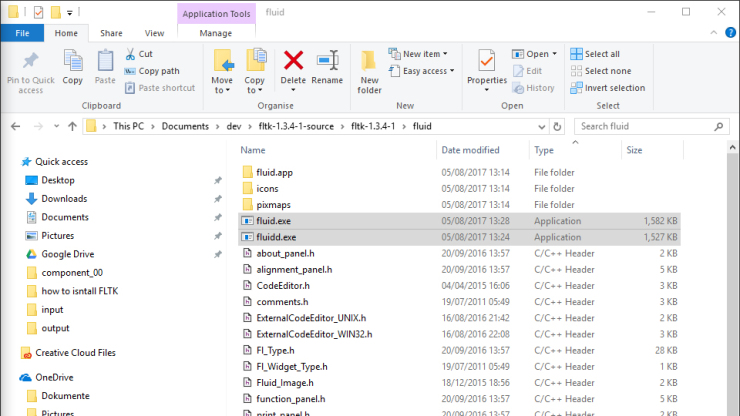 Application Tools fluid
File Home Share View Manage
Pin to Quick access
Copy
Paste
Cut
Copy path
Paste shortcut
Clipboard
Move to
Copy to
Delete
Rename
Organise
New folder
New item
Easy access
New
Properties
Open
Edit
History
Open
Select all
Select none
Invert selection
Select
This PC > Documents > dev > fltk-1.3.4-1-source > fltk-1.3.4-1 > fluid
Search fluid
Quick access
Desktop
Downloads
Documents
Pictures
Google Drive
component_00
how to isntall FLTK
input
output
Creative Cloud Files
OneDrive
Dokumente
Pictures
Name Date modified Type Size
fluid.app 05/08/2017 13:14 File folder
icons 05/08/2017 13:14 File folder
pixmaps 05/08/2017 13:14 File folder
fluid.exe 05/08/2017 13:28 Application 1,582 KB
fluidd.exe 05/08/2017 13:24 Application 1,527 KB
about_panel.h 20/09/2016 13:57 C/C++ Header 2 KB
alignment_panel.h 20/09/2016 13:57 C/C++ Header 5 KB
CodeEditor.h 04/04/2015 16:06 C/C++ Header 3 KB
comments.h 19/07/2011 05:49 C/C++ Header 3 KB
ExternalCodeEditor_UNIX.h 16/08/2016 21:42 C/C++ Header 2 KB
ExternalCodeEditor_WIN32.h 16/08/2016 22:08 C/C++ Header 3 KB
Fl_Type.h 20/09/2016 13:57 C/C++ Header 28 KB
Fl_Widget_Type.h 19/07/2011 05:49 C/C++ Header 1 KB
Fluid_Image.h 18/12/2015 18:56 C/C++ Header 2 KB
function_panel.h 20/09/2016 13:57 C/C++ Header 5 KB
print_panel.h 20/09/2016 13:57 C/C++ Header 2 KB